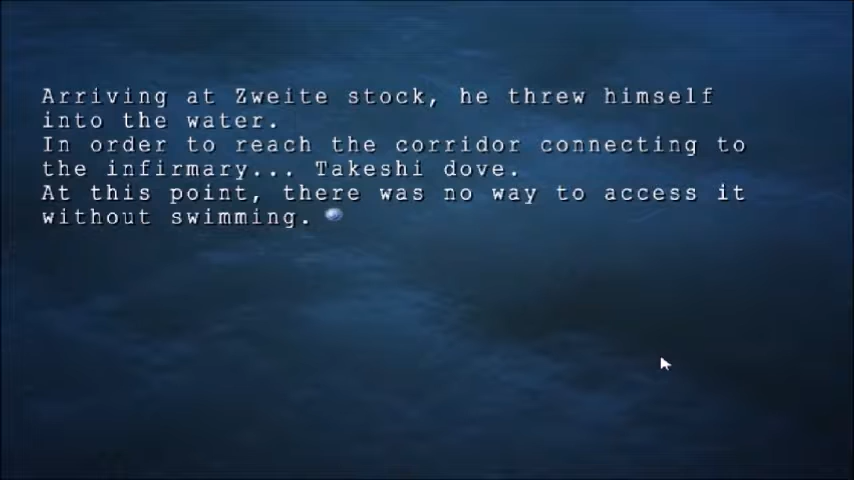 Arriving at Zweite stock, he threw himself
into the water.
In order to reach the corridor connecting to
the infirmary... Takeshi dove.
At this point, there was no way to access it
without swimming.